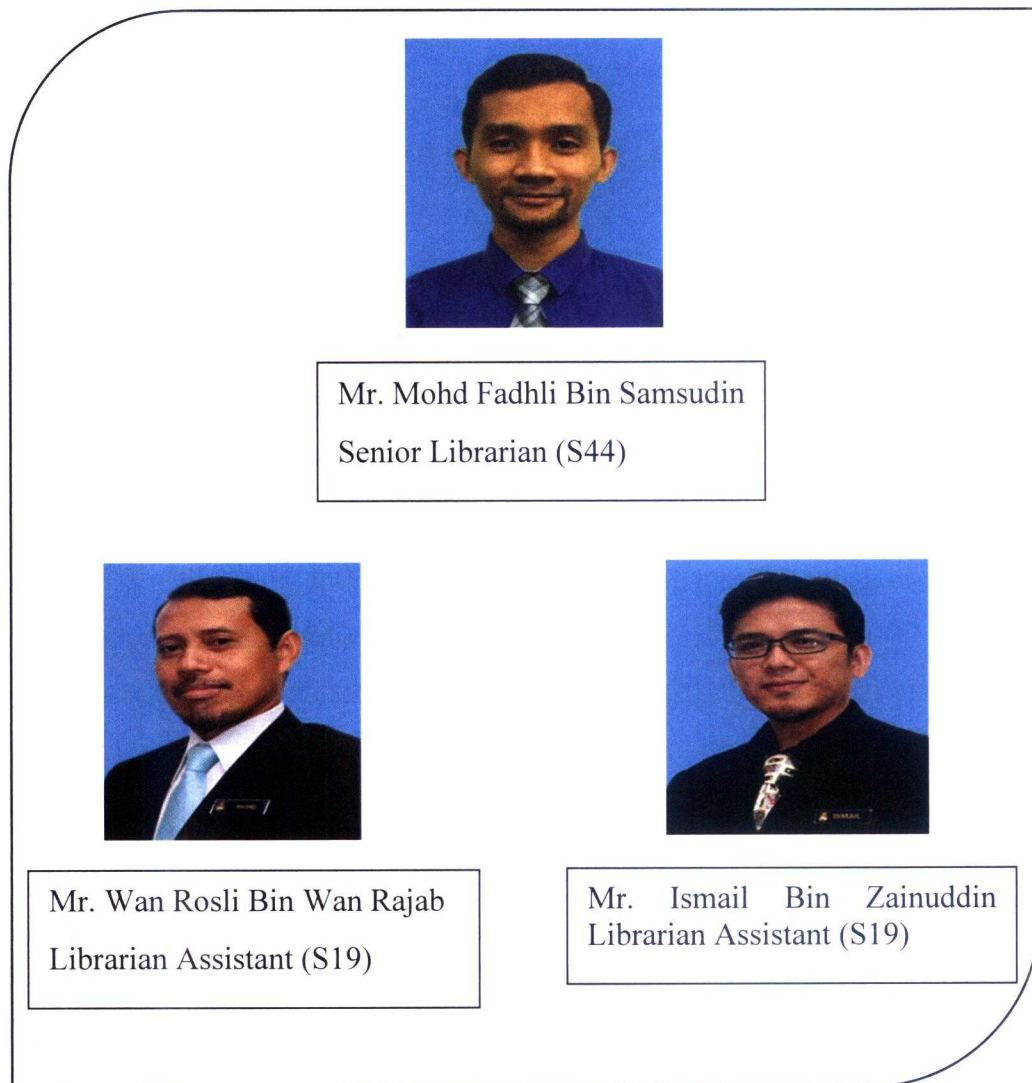 Mr. Mohd Fadhli Bin Samsudin
Senior Librarian (S44)
Mr. Wan Rosli Bin Wan Rajab
Librarian Assistant (S19)
ISMAIL
Mr. Ismail Bin Zainuddin
Librarian Assistant (S19)